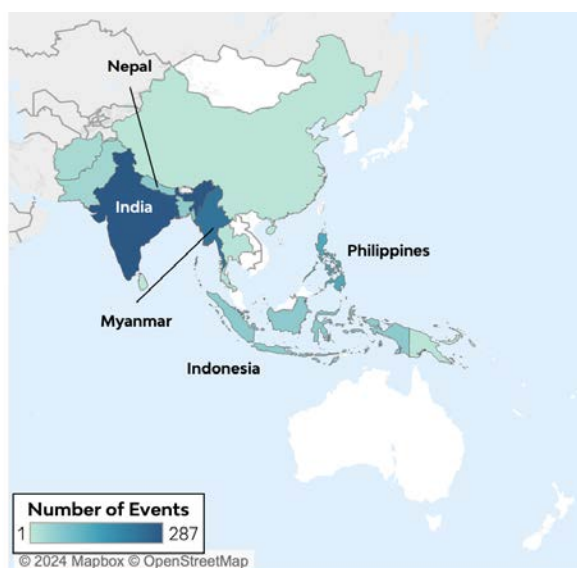 Nepal
India
Philippines
Myanmar
Indonesia
Number of Events
1 287
© 2024 Mapbox © OpenStreetMap